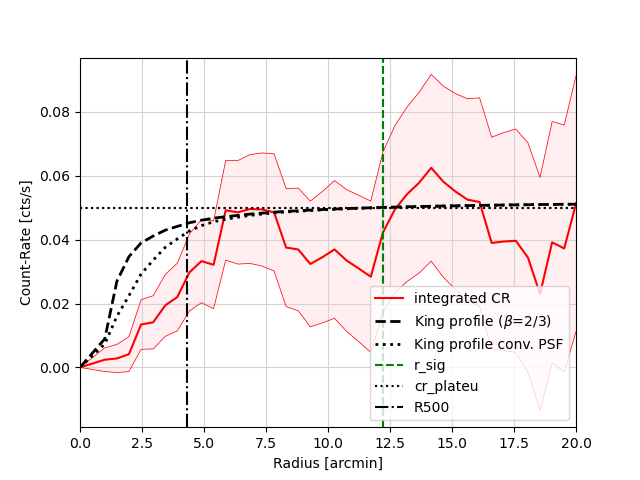 0.08
0.06
0.04
0.02
0.00
Count-Rate [cts/s]
integrated CR
King profile (β=2/3)
King profile conv. PSF
r_sig
cr_plateu
R500
0.0 2.5 5.0 7.5 10.0 12.5 15.0 17.5 20.0
Radius [arcmin]